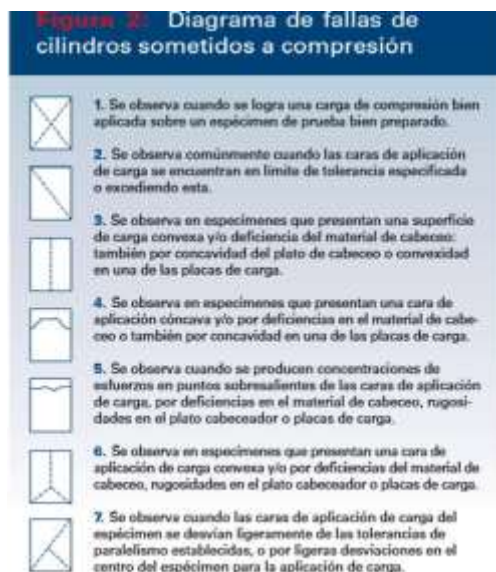 Figura 2: Diagrama de fallas de
cilindros sometidos a compresión
1. Se observa cuando se logra una carga de compresión bien
aplicada sobre un espécimen de prueba bien preparado.
2. Se observa comúnmente cuando las caras de aplicación
de carga se encuentran en límite de tolerancia especificada
o excediendo esta.
3. Se observa en especímenes que presentan una superficie
de carga convexa y/o deficiencia del material de cabeceo;
también por concavidad del plato de cabeceo o convexidad
en una de las placas de carga.
4. Se observa en especímenes que presentan una cara de
aplicación cóncava y/o por deficiencias en el material de cabe-
ceo o también por concavidad en una de las placas de carga.
5. Se observa cuando se producen concentraciones de
esfuerzos en puntos sobresalientes de las caras de aplicación
de carga, por deficiencias en el material de cabeceo, rugosi-
dades en el plato cabeceador o placas de carga.
6. Se observa en especímenes que presentan una cara de
aplicación de carga convexa y/o por deficiencias del material de
cabeceo, rugosidades en el plato cabeceador o placas de carga.
7. Se observa cuando las caras de aplicación de carga del
espécimen se desvían ligeramente de las tolerancias de
paralelismo establecidas, o por ligeras desviaciones en el
centro del espécimen para la aplicación de carga.